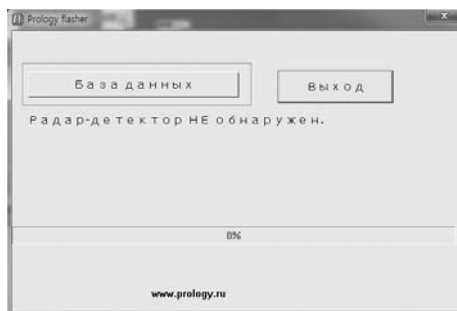 Prology flasher
База данных
Выход
Радар-детектор НЕ обнаружен.
0%
www.prology.ru